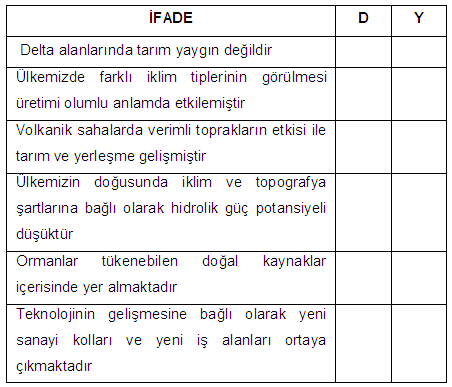 İFADE D Y
Delta alanlarında tarım yaygın değildir
Ülkemizde farklı iklim tiplerinin görülmesi
üretimi olumlu anlamda etkilemiştir
Volkanik sahalarda verimli toprakların etkisi ile
tarım ve yerleşme gelişmiştir
Ülkemizin doğusunda iklim ve topografya
şartlarına bağlı olarak hidrolik güç potansiyeli
düşüktür
Ormanlar tükenebilen doğal kaynaklar
içerisinde yer almaktadır
Teknolojinin gelişmesine bağlı olarak yeni
sanayi kolları ve yeni iş alanları ortaya
çıkmaktadır